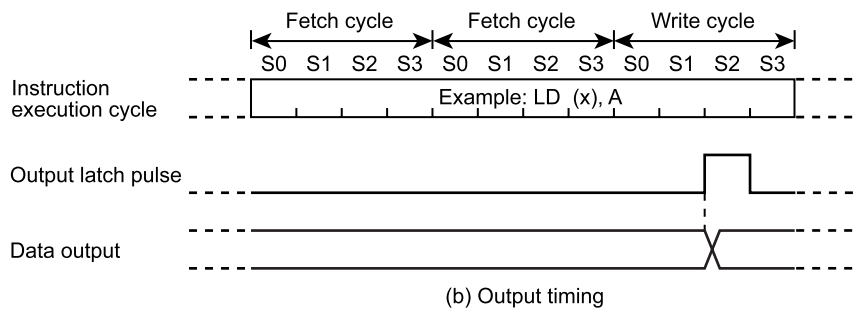 Fetch cycle Fetch cycle Write cycle
S0 S1 S2 S3 S0 S1 S2 S3 S0 S1 S2 S3
Instruction
execution cycle
Example: LD (x), A
Output latch pulse
Data output
(b) Output timing